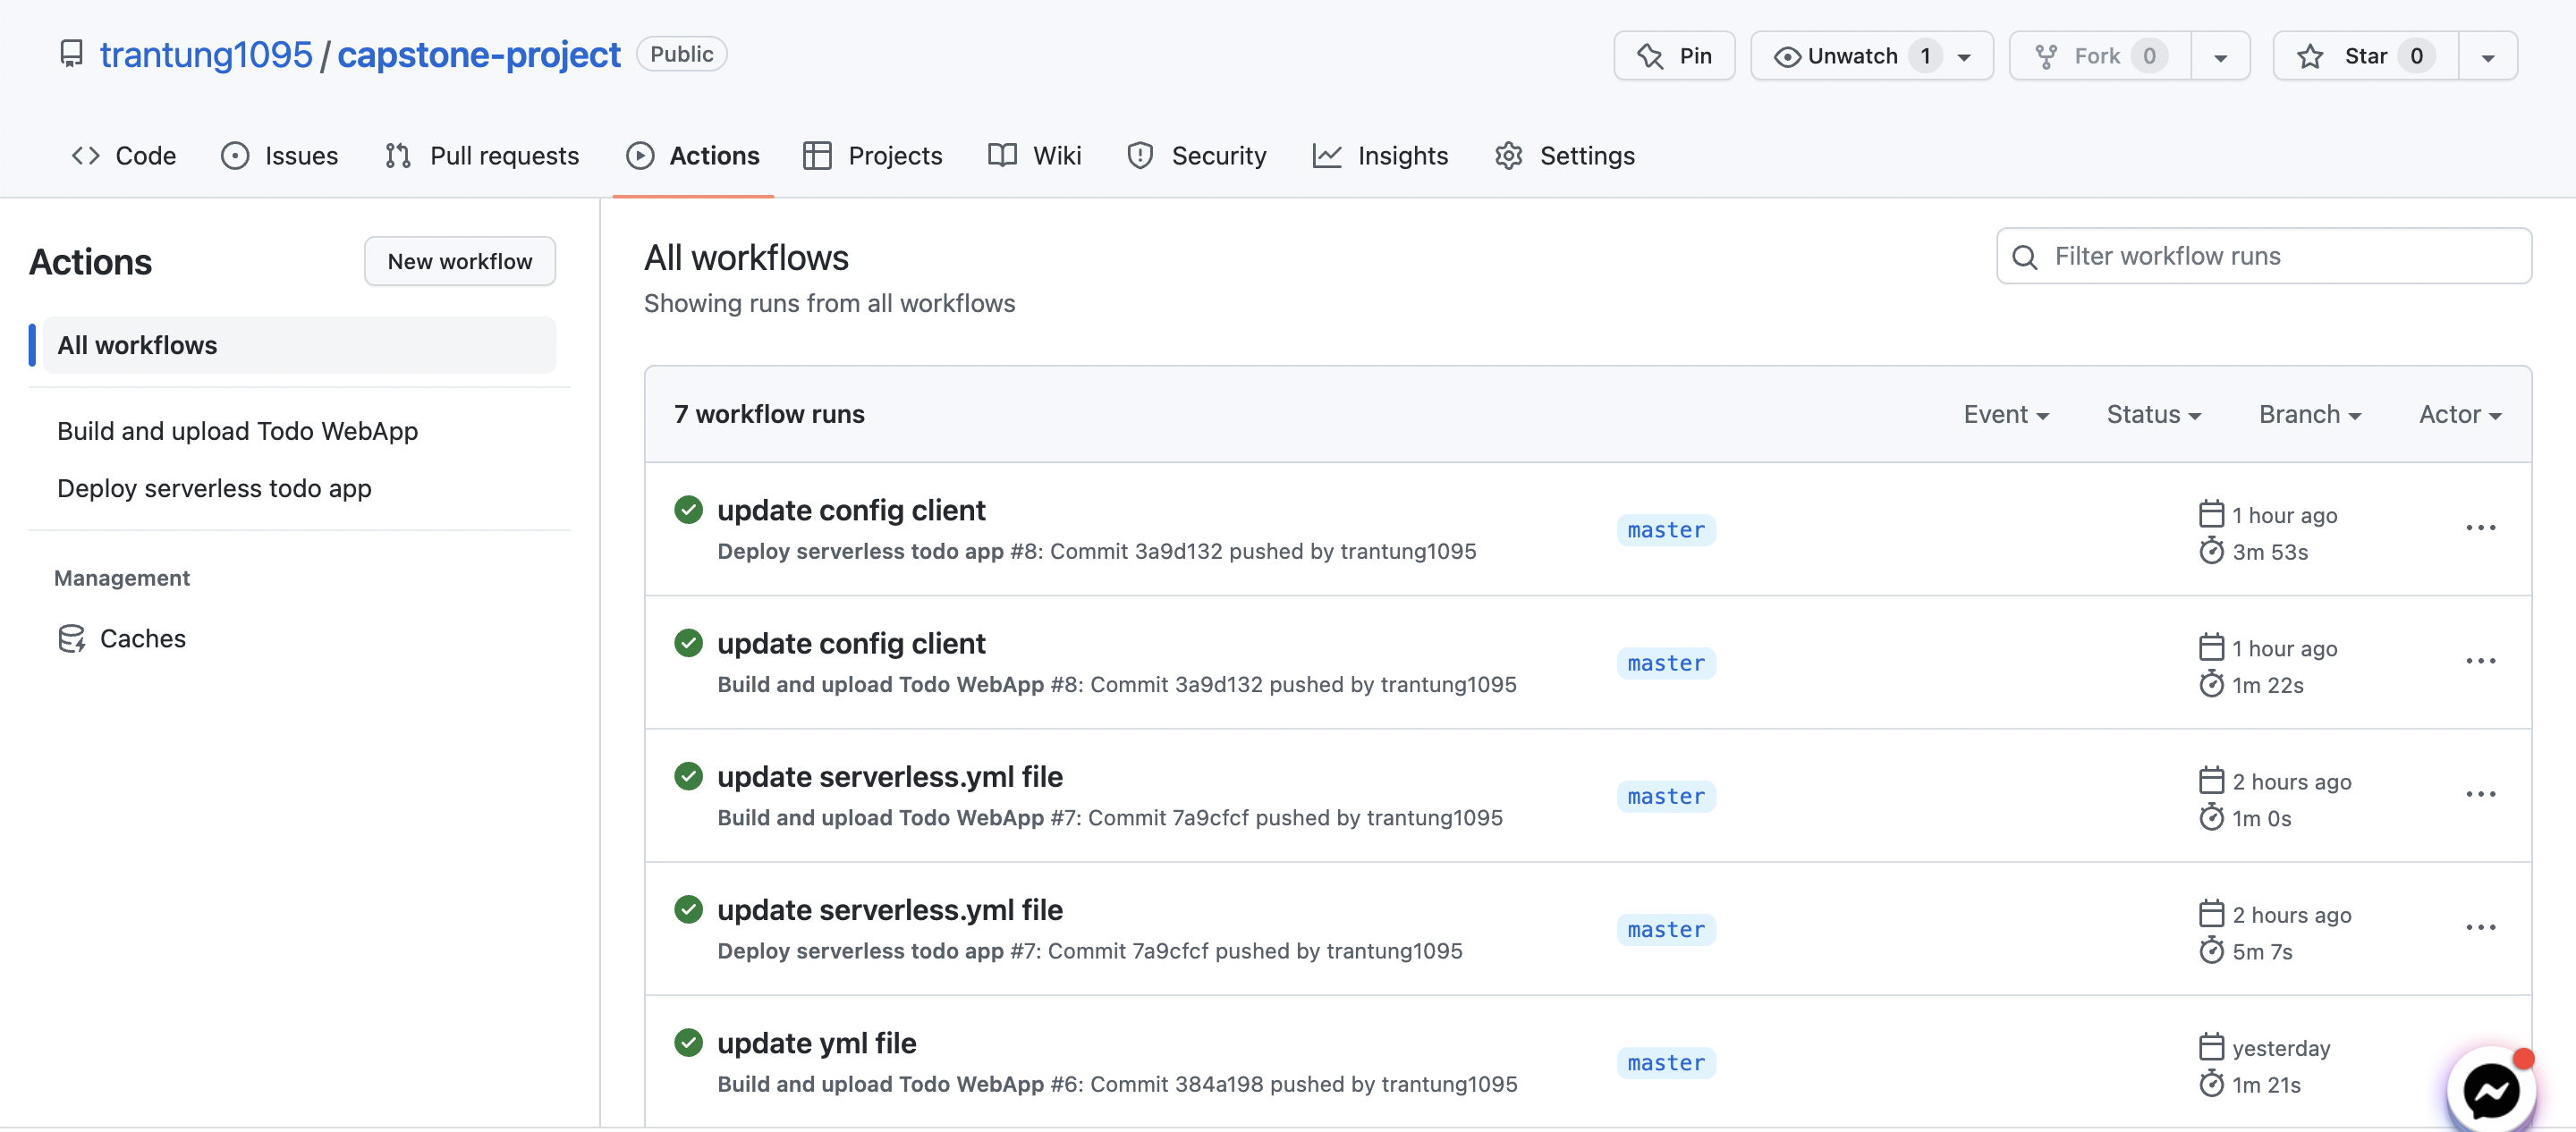 trantung1095 / capstone-project Public
Pin
Unwatch 1
Fork 0
Star 0
Code
Issues
Pull requests
Actions
Projects
Wiki
Security
Insights
Settings
Actions
New workflow
All workflows
Build and upload Todo WebApp
Deploy serverless todo app
Management
Caches
All workflows
Showing runs from all workflows
Filter workflow runs
7 workflow runs
Event
Status
Branch
Actor
update config client
Deploy serverless todo app #8: Commit 3a9d132 pushed by trantung1095
master
1 hour ago
3m 53s
update config client
Build and upload Todo WebApp #8: Commit 3a9d132 pushed by trantung1095
master
1 hour ago
1m 22s
update serverless.yml file
Build and upload Todo WebApp #7: Commit 7a9cfcf pushed by trantung1095
master
2 hours ago
1m 0s
update serverless.yml file
Deploy serverless todo app #7: Commit 7a9cfcf pushed by trantung1095
master
2 hours ago
5m 7s
update yml file
Build and upload Todo WebApp #6: Commit 384a198 pushed by trantung1095
master
yesterday
1m 21s